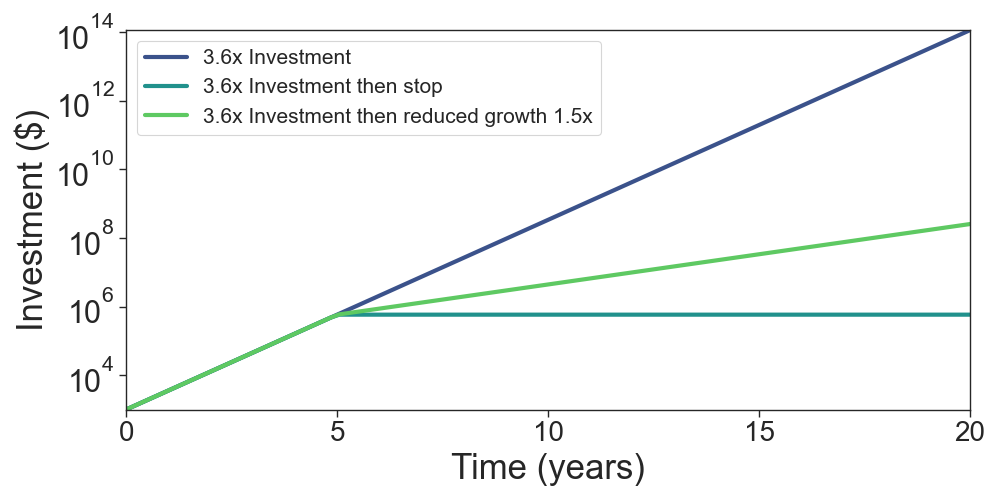 10^14
10^12
10^10
10^8
10^6
10^4
Investment ($)
3.6x Investment
3.6x Investment then stop
3.6x Investment then reduced growth 1.5x
0 5 10 15 20
Time (years)